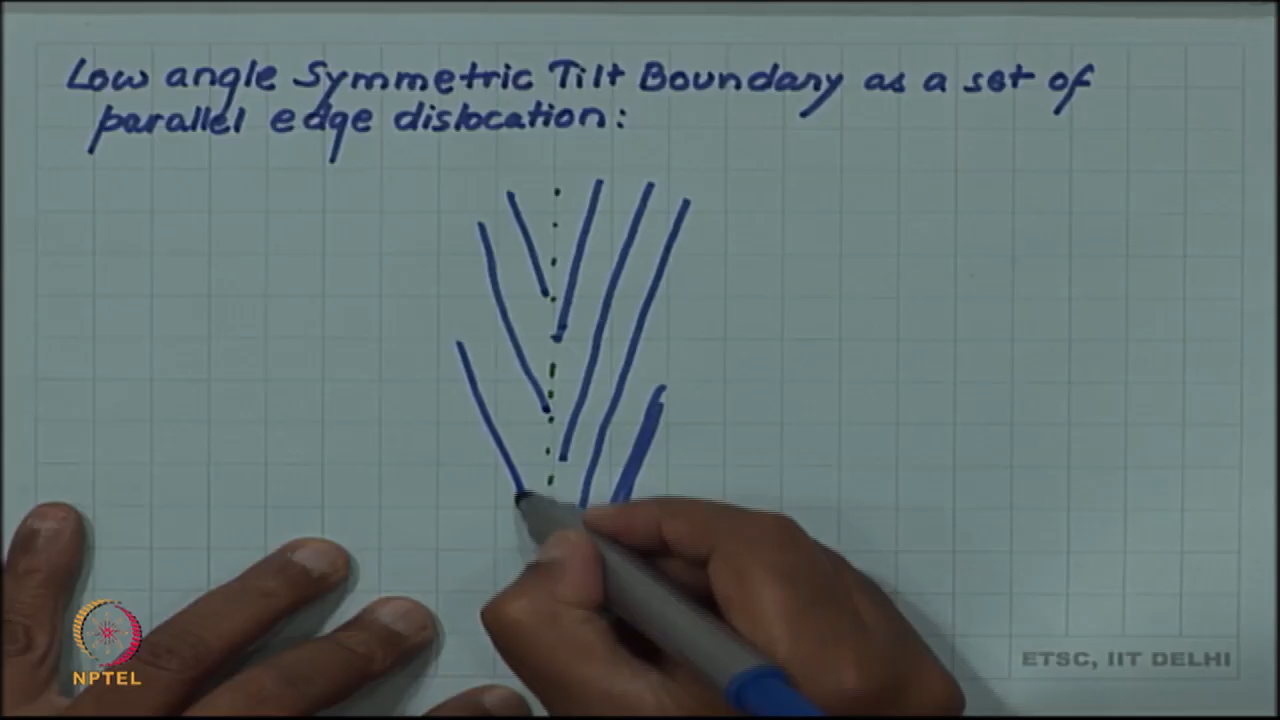 Low angle Symmetric Tilt Boundary as a set of
parallel edge dislocation:
NPTEL
ETSC, IIT DELHI